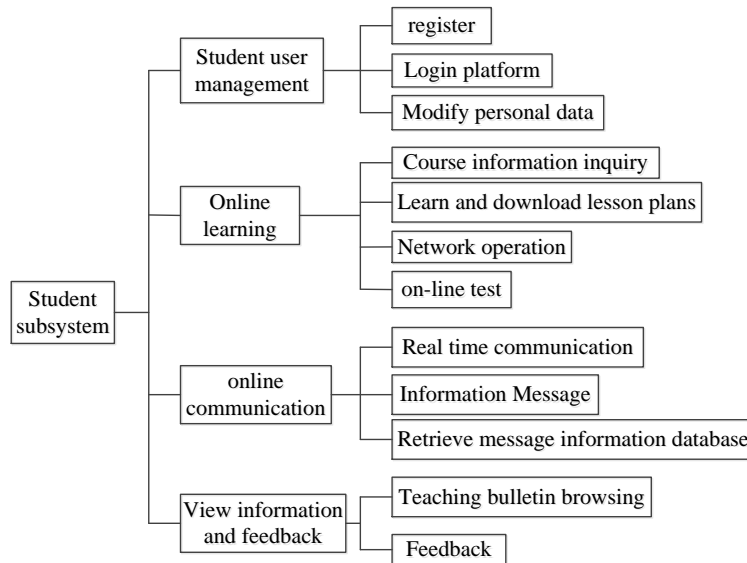 Student
subsystem
Student user
management
register
Login platform
Modify personal data
Online
learning
Course information inquiry
Learn and download lesson plans
Network operation
on-line test
online
communication
Real time communication
Information Message
Retrieve message information database
View information
and feedback
Teaching bulletin browsing
Feedback